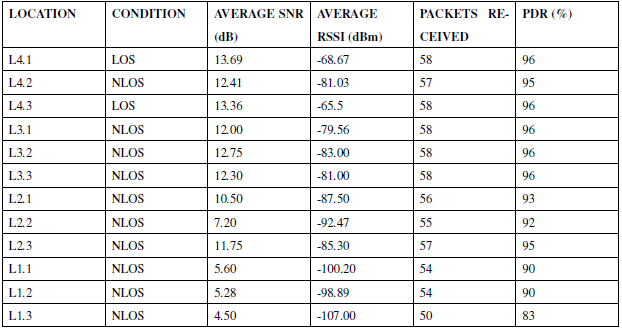 LOCATION CONDITION AVERAGE SNR (dB) AVERAGE RSSI (dBm) PACKETS RE-CEIVED PDR (%)
L4.1 LOS 13.69 -68.67 58 96
L4.2 NLOS 12.41 -81.03 57 95
L4.3 LOS 13.36 -65.5 58 96
L3.1 NLOS 12.00 -79.56 58 96
L3.2 NLOS 12.75 -83.00 58 96
L3.3 NLOS 12.30 -81.00 58 96
L2.1 NLOS 10.50 -87.50 56 93
L2.2 NLOS 7.20 -92.47 55 92
L2.3 NLOS 11.75 -85.30 57 95
L1.1 NLOS 5.60 -100.20 54 90
L1.2 NLOS 5.28 -98.89 54 90
L1.3 NLOS 4.50 -107.00 50 83